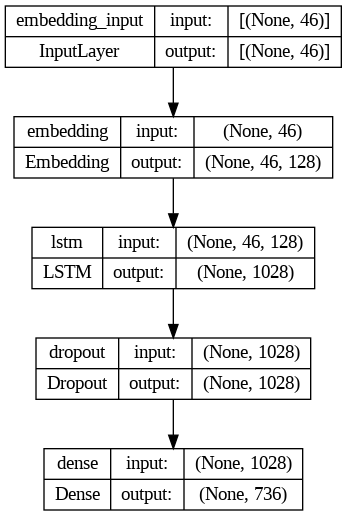 embedding_input input: [(None, 46)]
InputLayer output: [(None, 46)]
embedding input: (None, 46)
Embedding output: (None, 46, 128)
lstm input: (None, 46, 128)
LSTM output: (None, 1028)
dropout input: (None, 1028)
Dropout output: (None, 1028)
dense input: (None, 1028)
Dense output: (None, 736)